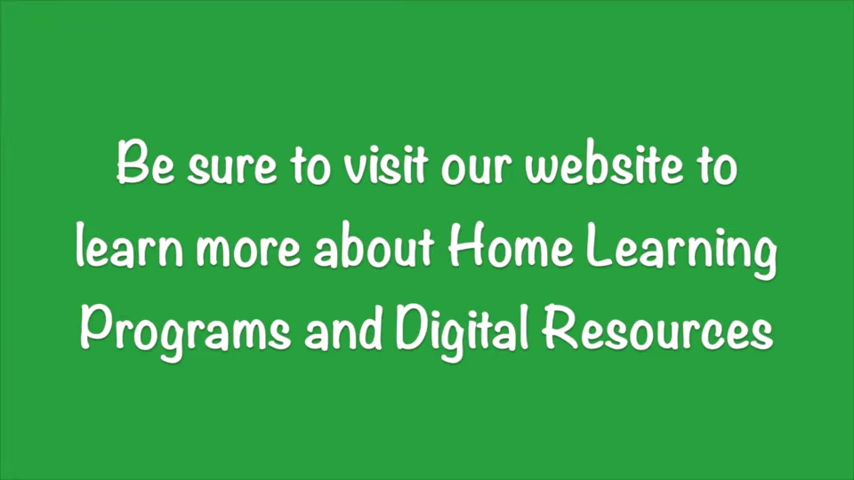 Be sure to visit our website to
learn more about Home Learning
Programs and Digital Resources